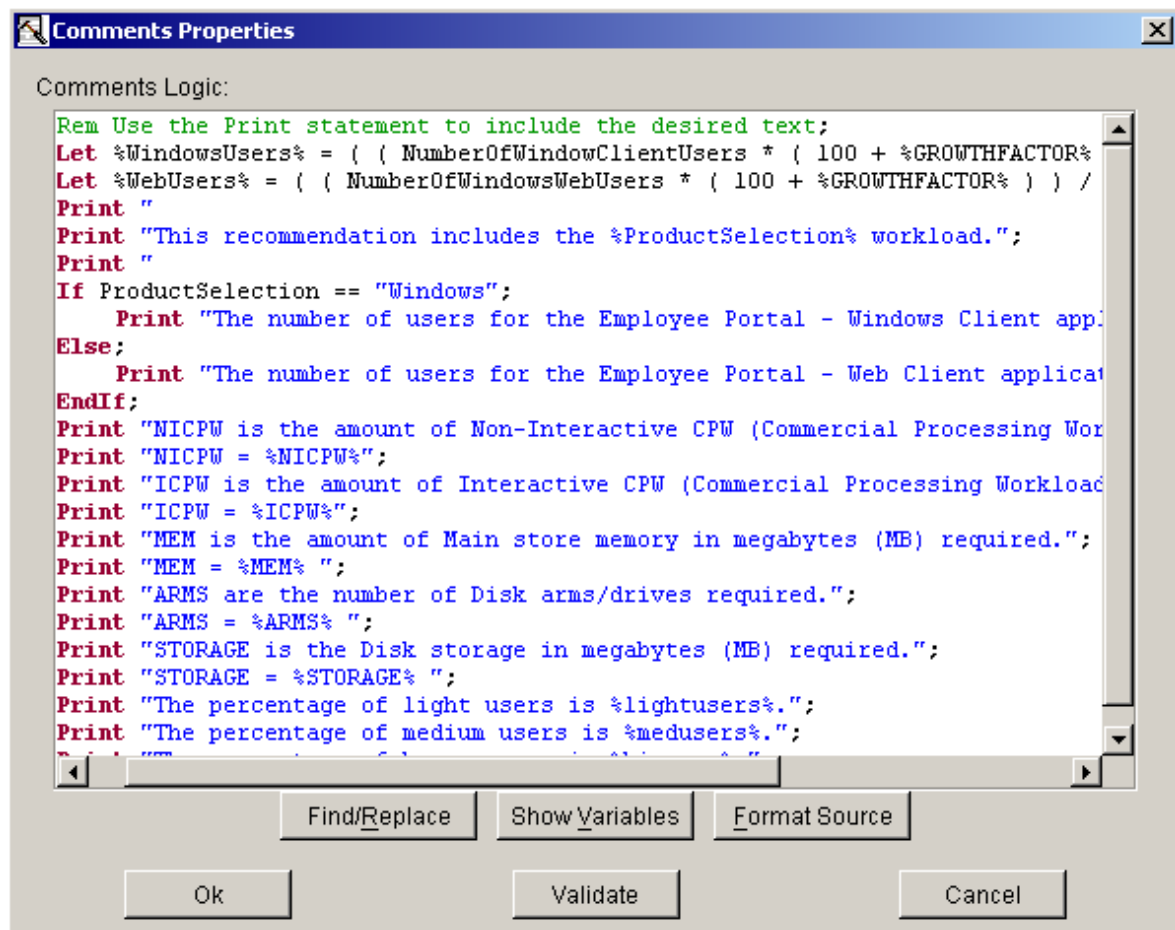 Comments Properties
Comments Logic:
Rem Use the Print statement to include the desired text;
Let %WindowsUsers% = ( ( NumberOfWindowClientUsers * ( 100 + %GROWTHFACTOR%
Let %WebUsers% = ( ( NumberOfWindowsWebUsers * ( 100 + %GROWTHFACTOR% ) ) /
Print "
Print "This recommendation includes the %ProductSelection% workload.";
Print "
If ProductSelection == "Windows";
Print "The number of users for the Employee Portal - Windows Client appl
Else;
Print "The number of users for the Employee Portal - Web Client applicat
EndIf;
Print "NICPW is the amount of Non-Interactive CPW (Commercial Processing Wor
Print "NICPW = %NICPW%";
Print "ICPW is the amount of Interactive CPW (Commercial Processing Workload
Print "ICPW = %ICPW%";
Print "MEM is the amount of Main store memory in megabytes (MB) required.";
Print "MEM = %MEM% ";
Print "ARMS are the number of Disk arms/drives required.";
Print "ARMS = %ARMS% ";
Print "STORAGE is the Disk storage in megabytes (MB) required.";
Print "STORAGE = %STORAGE% ";
Print "The percentage of light users is %lightusers%.";
Print "The percentage of medium users is %medusers%.";
Find/Replace Show Variables Format Source
Ok Validate Cancel